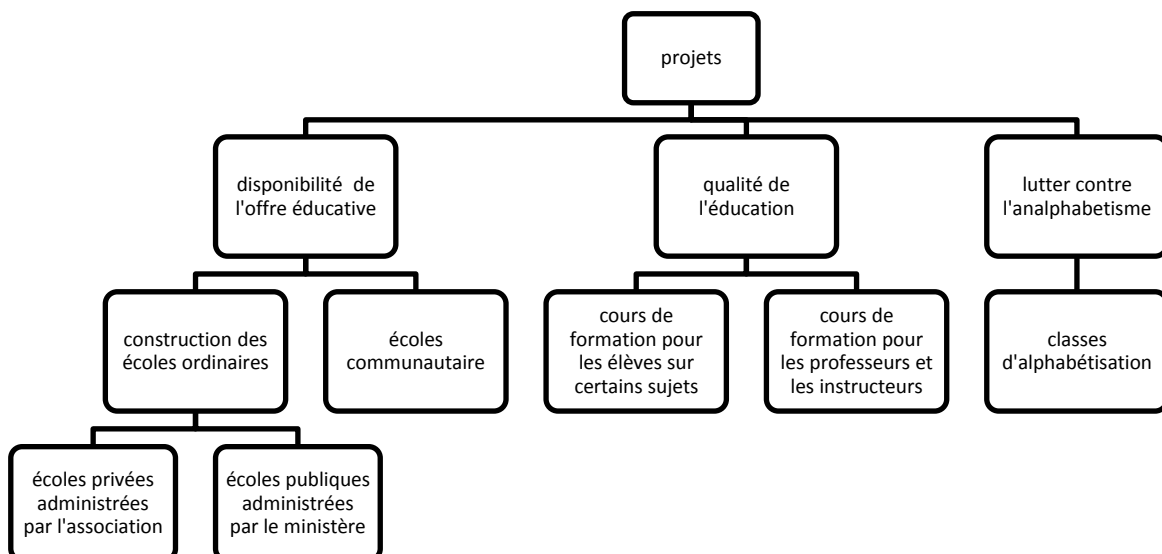 projets
disponibilité de
l'offre éducative
qualité de
l'éducation
lutter contre
l'analphabetisme
construction des
écoles ordinaires
écoles
communautaire
cours de
formation pour
les élèves sur
certains sujets
cours de
formation pour
les professeurs et
les instructeurs
classes
d'alphabétisation
écoles privées
administrées
par l'association
écoles publiques
administrées
par le ministère